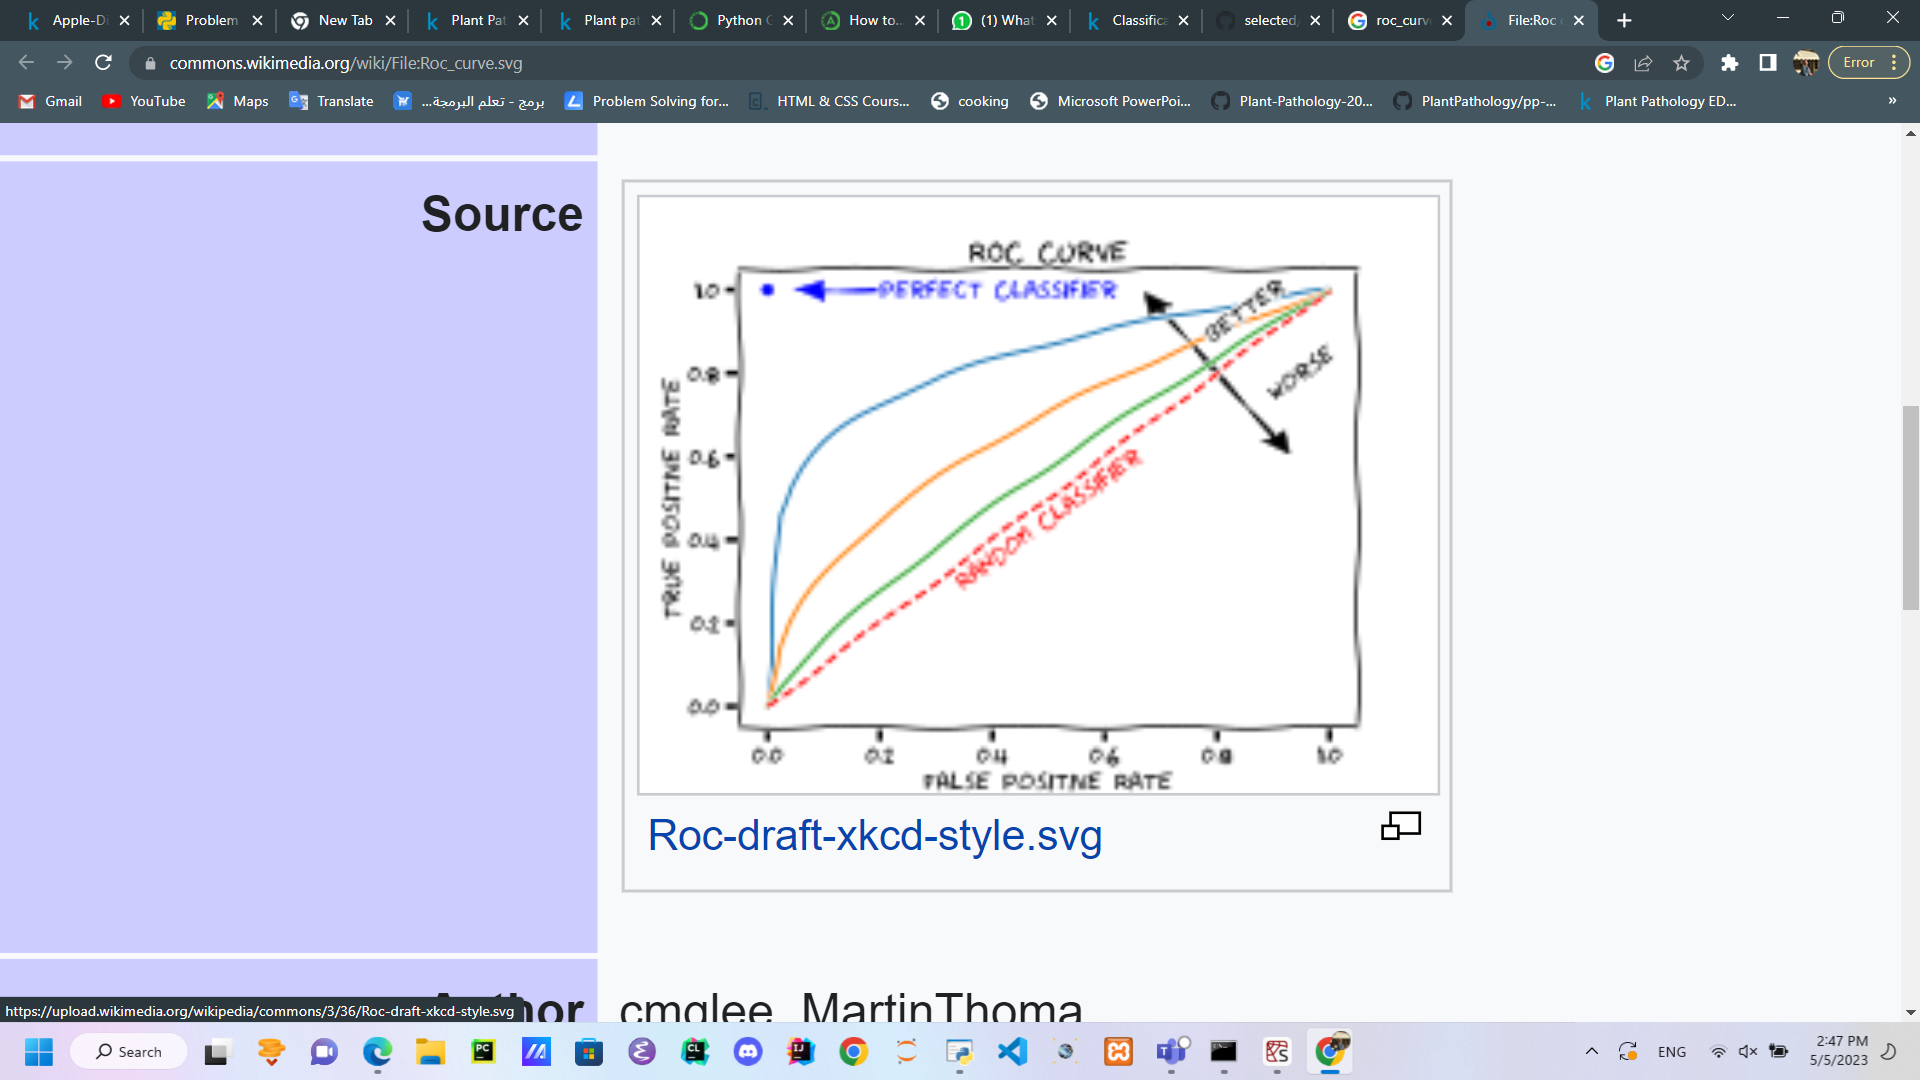 Apple-Di
Problem
New Tab
Plant Pat
Plant pat
Python G
How to..
(1) What
Classifica
selected/
roc_curv
File:Roc c
commons.wikimedia.org/wiki/File:Roc_curve.svg
Error
Gmail
YouTube
Maps
Translate
برمج - تعلم البرمجة...
Problem Solving for...
HTML & CSS Cours...
cooking
Microsoft PowerPoi...
Plant-Pathology-20...
PlantPathology/pp-...
Plant Pathology ED...
»
Source
ROC CURVE
1.0
PERFECT CLASSIFIER
BETTER
WORSE
0.8
TRUE POSITIVE RATE
0.6
RANDOM CLASSIFIER
0.4
0.2
0.0
0.0 0.2 0.4 0.6 0.8 1.0
FALSE POSITIVE RATE
Roc-draft-xkcd-style.svg
Author
cmglee, MartinThoma
https://upload.wikimedia.org/wikipedia/commons/3/36/Roc-draft-xkcd-style.svg
Search
PC
CL
IJ
ENG
2:47 PM
5/5/2023